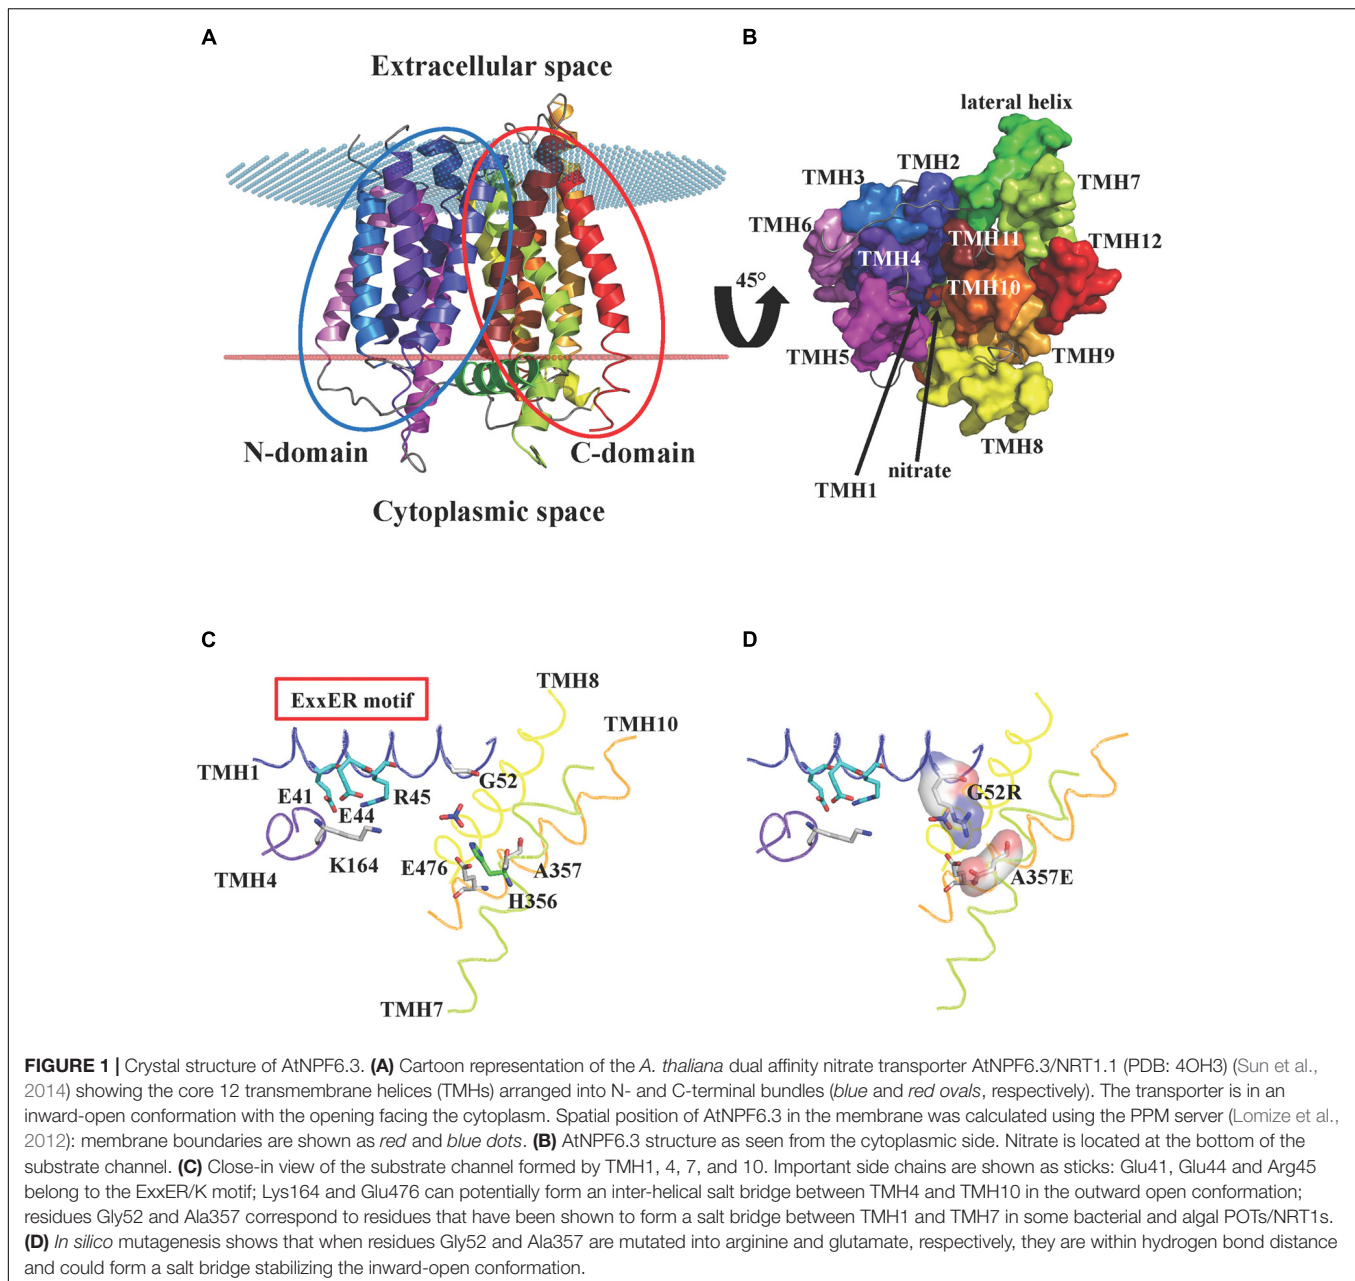 A
Extracellular space
N-domain
C-domain
Cytoplasmic space
B
lateral helix
TMH2
TMH3
TMH7
TMH6
TMH11
TMH12
TMH4
TMH10
45°
TMH5
TMH9
TMH8
nitrate
TMH1
C
ExxER motif
TMH8
TMH10
TMH1
G52
E41
R45
E44
K164
E476
A357
TMH4
H356
TMH7
D
G52R
A357E
FIGURE 1 | Crystal structure of AtNPF6.3. (A) Cartoon representation of the A. thaliana dual affinity nitrate transporter AtNPF6.3/NRT1.1 (PDB: 4OH3) (Sun et al.,
2014) showing the core 12 transmembrane helices (TMHs) arranged into N- and C-terminal bundles (blue and red ovals, respectively). The transporter is in an
inward-open conformation with the opening facing the cytoplasm. Spatial position of AtNPF6.3 in the membrane was calculated using the PPM server (Lomize et al.,
2012): membrane boundaries are shown as red and blue dots. (B) AtNPF6.3 structure as seen from the cytoplasmic side. Nitrate is located at the bottom of the
substrate channel. (C) Close-in view of the substrate channel formed by TMH1, 4, 7, and 10. Important side chains are shown as sticks: Glu41, Glu44 and Arg45
belong to the ExxER/K motif; Lys164 and Glu476 can potentially form an inter-helical salt bridge between TMH4 and TMH10 in the outward open conformation;
residues Gly52 and Ala357 correspond to residues that have been shown to form a salt bridge between TMH1 and TMH7 in some bacterial and algal POTs/NRT1s.
(D) In silico mutagenesis shows that when residues Gly52 and Ala357 are mutated into arginine and glutamate, respectively, they are within hydrogen bond distance
and could form a salt bridge stabilizing the inward-open conformation.